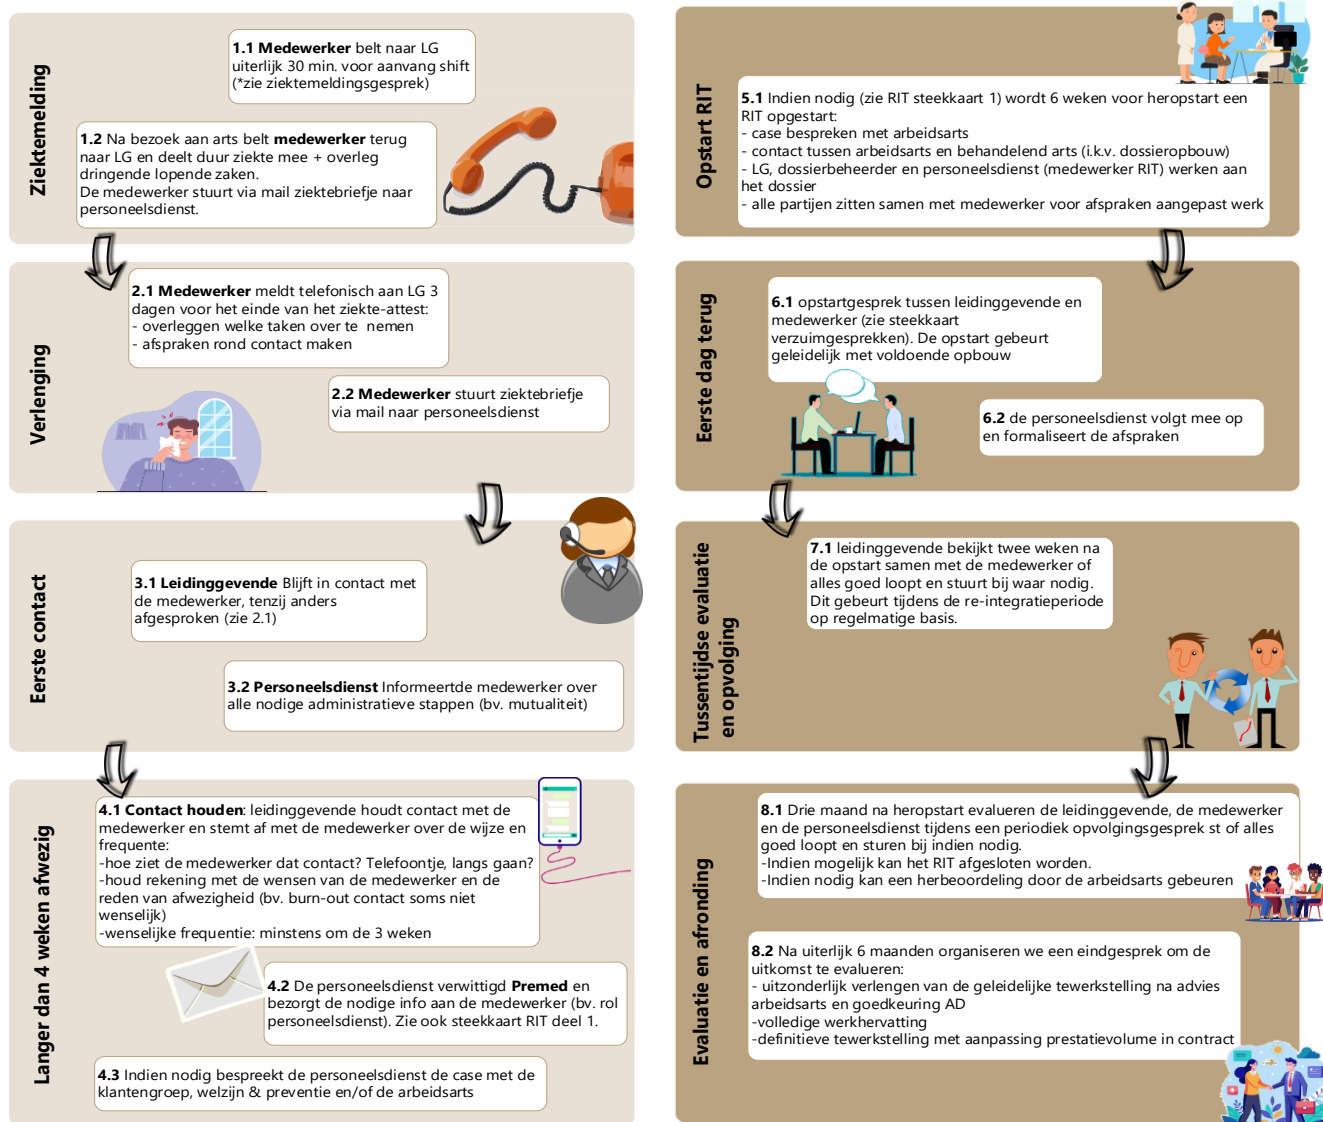 Ziektemelding
1.1 Medewerker belt naar LG
uiterlijk 30 min. voor aanvang shift
(*zie ziektemeldingsgesprek)
1.2 Na bezoek aan arts belt medewerker terug
naar LG en deelt duur ziekte mee + overleg
dringende lopende zaken.
De medewerker stuurt via mail ziektebriefje naar
personeelsdienst.
Verlenging
2.1 Medewerker meldt telefonisch aan LG 3
dagen voor het einde van het ziekte-attest:
- overleggen welke taken over te  nemen
- afspraken rond contact maken
2.2 Medewerker stuurt ziektebriefje
via mail naar personeelsdienst
Eerste contact
3.1 Leidinggevende Blijft in contact met
de medewerker, tenzij anders
afgesproken (zie 2.1)
3.2 Personeelsdienst Informeertde medewerker over
alle nodige administratieve stappen (bv. mutualiteit)
Langer dan 4 weken afwezig
4.1 Contact houden: leidinggevende houdt contact met de
medewerker en stemt af met de medewerker over de wijze en
frequente:
-hoe ziet de medewerker dat contact? Telefoontje, langs gaan?
-houd rekening met de wensen van de medewerker en de
reden van afwezigheid (bv. burn-out contact soms niet
wenselijk)
-wenselijke frequentie: minstens om de 3 weken
4.2 De personeelsdienst verwittigd Premed en
bezorgt de nodige info aan de medewerker (bv. rol
personeelsdienst). Zie ook steekkaart RIT deel 1.
4.3 Indien nodig bespreekt de personeelsdienst de case met de
klantengroep, welzijn & preventie en/of de arbeidsarts
Opstart RIT
5.1 Indien nodig (zie RIT steekkaart 1) wordt 6 weken voor heropstart een
RIT opgestart:
- case bespreken met arbeidsarts
- contact tussen arbeidsarts en behandelend arts (i.k.v. dossieropbouw)
- LG, dossierbeheerder en personeelsdienst (medewerker RIT) werken aan
het dossier
- alle partijen zitten samen met medewerker voor afspraken aangepast werk
Eerste dag terug
6.1 opstartgesprek tussen leidinggevende en
medewerker (zie steekkaart
verzuimgesprekken). De opstart gebeurt
geleidelijk met voldoende opbouw
6.2 de personeelsdienst volgt mee op
en formaliseert de afspraken
Tussentijdse evaluatie
en opvolging
7.1 leidinggevende bekijkt twee weken na
de opstart samen met de medewerker of
alles goed loopt en stuurt bij waar nodig.
Dit gebeurt tijdens de re-integratieperiode
op regelmatige basis.
Evaluatie en afronding
8.1 Drie maand na heropstart evalueren de leidinggevende, de medewerker
en de personeelsdienst tijdens een periodiek opvolgingsgesprek st of alles
goed loopt en sturen bij indien nodig.
-Indien mogelijk kan het RIT afgesloten worden.
-Indien nodig kan een herbeoordeling door de arbeidsarts gebeuren
8.2 Na uiterlijk 6 maanden organiseren we een eindgesprek om de
uitkomst te evalueren:
- uitzonderlijk verlengen van de geleidelijke tewerkstelling na advies
arbeidsarts en goedkeuring AD
-volledige werkhervatting
-definitieve tewerkstelling met aanpassing prestatievolume in contract